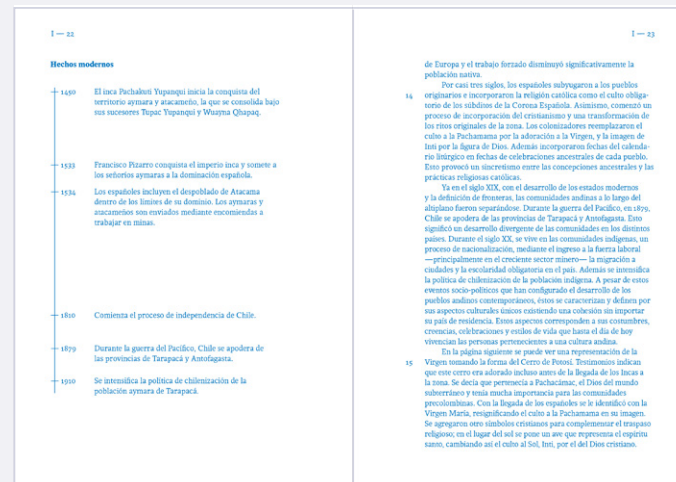 I — 22
Hechos modernos
1450 El inca Pachakuti Yupanqui inicia la conquista del
territorio aymara y atacameño, la que se consolida bajo
sus sucesores Tupac Yupanqui y Wuayna Qhapaq.
1533 Francisco Pizarro conquista el imperio inca y somete a
los señoríos aymaras a la dominación española.
1534 Los españoles incluyen el despoblado de Atacama
dentro de los límites de su dominio. Los aymaras y
atacameños son enviados mediante encomiendas a
trabajar en minas.
1810 Comienza el proceso de independencia de Chile.
1879 Durante la guerra del Pacífico, Chile se apodera de
las provincias de Tarapacá y Antofagasta.
1910 Se intensifica la política de chilenización de la
población aymara de Tarapacá.
I — 23
de Europa y el trabajo forzado disminuyó significativamente la
población nativa.
Por casi tres siglos, los españoles subyugaron a los pueblos
14 originarios e incorporaron la religión católica como el culto obliga-
torio de los súbditos de la Corona Española. Asimismo, comenzó un
proceso de incorporación del cristianismo y una transformación de
los ritos originales de la zona. Los colonizadores reemplazaron el
culto a la Pachamama por la adoración a la Virgen, y la imagen de
Inti por la figura de Dios. Además incorporaron fechas del calenda-
rio litúrgico en fechas de celebraciones ancestrales de cada pueblo.
Esto provocó un sincretismo entre las concepciones ancestrales y las
prácticas religiosas católicas.
Ya en el siglo XIX, con el desarrollo de los estados modernos
y la definición de fronteras, las comunidades andinas a lo largo del
altiplano fueron separándose. Durante la guerra del Pacífico, en 1879,
Chile se apodera de las provincias de Tarapacá y Antofagasta. Esto
significó un desarrollo divergente de las comunidades en los distintos
países. Durante el siglo XX, se vive en las comunidades indígenas, un
proceso de nacionalización, mediante el ingreso a la fuerza laboral
—principalmente en el creciente sector minero— la migración a
ciudades y la escolaridad obligatoria en el país. Además se intensifica
la política de chilenización de la población indígena. A pesar de estos
eventos socio-políticos que han configurado el desarrollo de los
pueblos andinos contemporáneos, éstos se caracterizan y definen por
sus aspectos culturales únicos existiendo una cohesión sin importar
su país de residencia. Estos aspectos corresponden a sus costumbres,
creencias, celebraciones y estilos de vida que hasta el día de hoy
vivencian las personas pertenecientes a una cultura andina.
En la página siguiente se puede ver una representación de la
15 Virgen tomando la forma del Cerro de Potosí. Testimonios indican
que este cerro era adorado incluso antes de la llegada de los Incas a
la zona. Se decía que pertenecía a Pachacámac, el Dios del mundo
subterráneo y tenía mucha importancia para las comunidades
precolombinas. Con la llegada de los españoles se le identificó con la
Virgen María, resignificando el culto a la Pachamama en su imagen.
Se agregaron otro símbolos cristianos para complementar el traspaso
religioso; en el lugar del sol se pone un ave que representa el espíritu
santo, cambiando así el culto al Sol, Inti, por el del Dios cristiano.